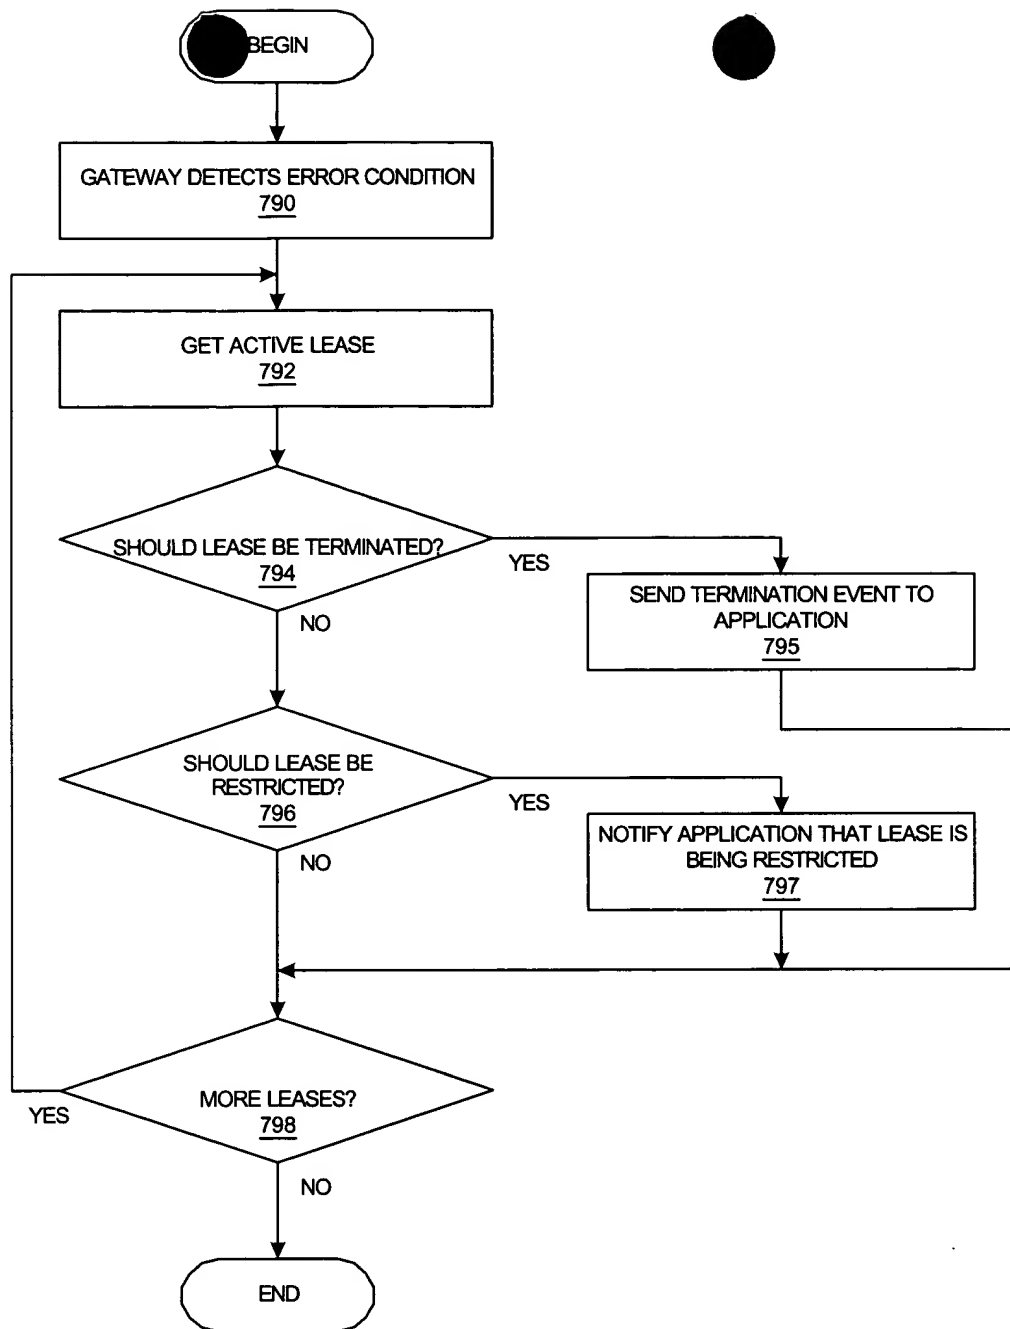 BEGIN
GATEWAY DETECTS ERROR CONDITION
790
GET ACTIVE LEASE
792
SHOULD LEASE BE TERMINATED?
794
YES
NO
SEND TERMINATION EVENT TO
APPLICATION
795
SHOULD LEASE BE
RESTRICTED?
796
YES
NO
NOTIFY APPLICATION THAT LEASE IS
BEING RESTRICTED
797
MORE LEASES?
798
YES
NO
END